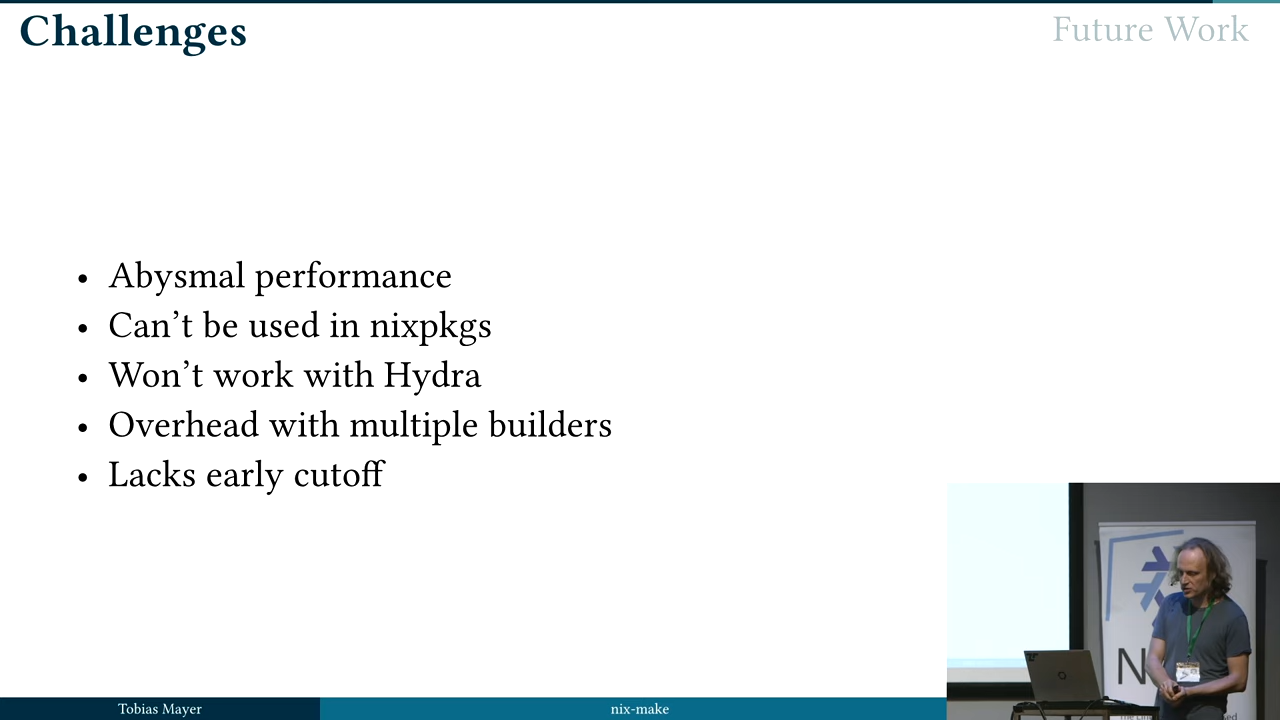 Challenges
Future Work
• Abysmal performance
• Can’t be used in nixpkgs
• Won’t work with Hydra
• Overhead with multiple builders
• Lacks early cutoff
N
Tobias Mayer
nix-make